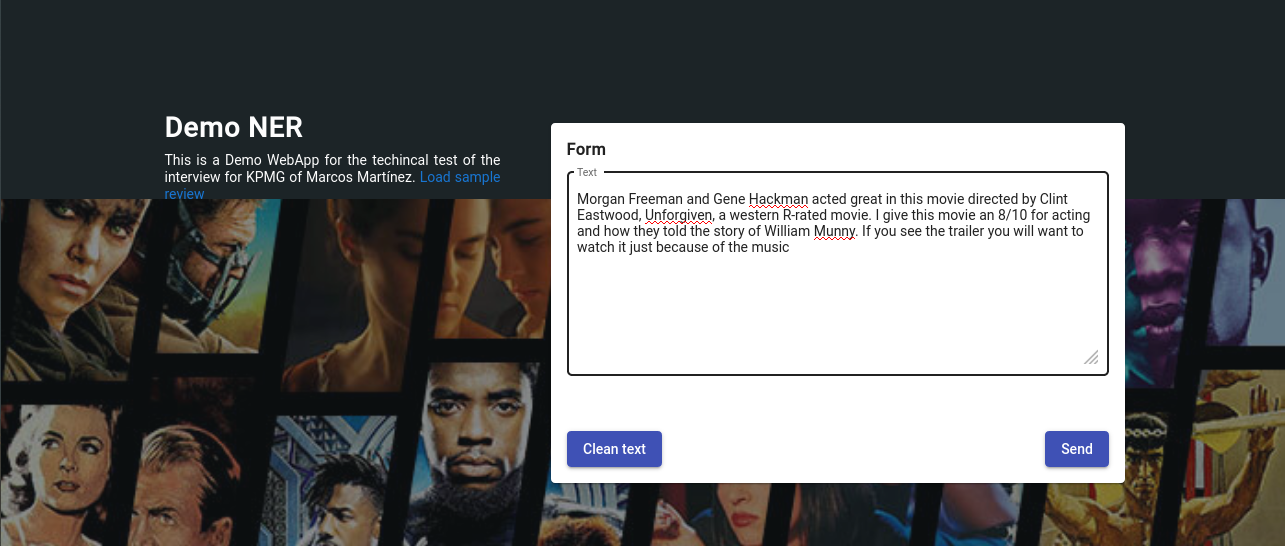 Demo NER
This is a Demo WebApp for the techincal test of the
interview for KPMG of Marcos Martínez. Load sample
review
Form
Text
Morgan Freeman and Gene Hackman acted great in this movie directed by Clint
Eastwood, Unforgiven, a western R-rated movie. I give this movie an 8/10 for acting
and how they told the story of William Munny. If you see the trailer you will want to
watch it just because of the music
Clean text
Send